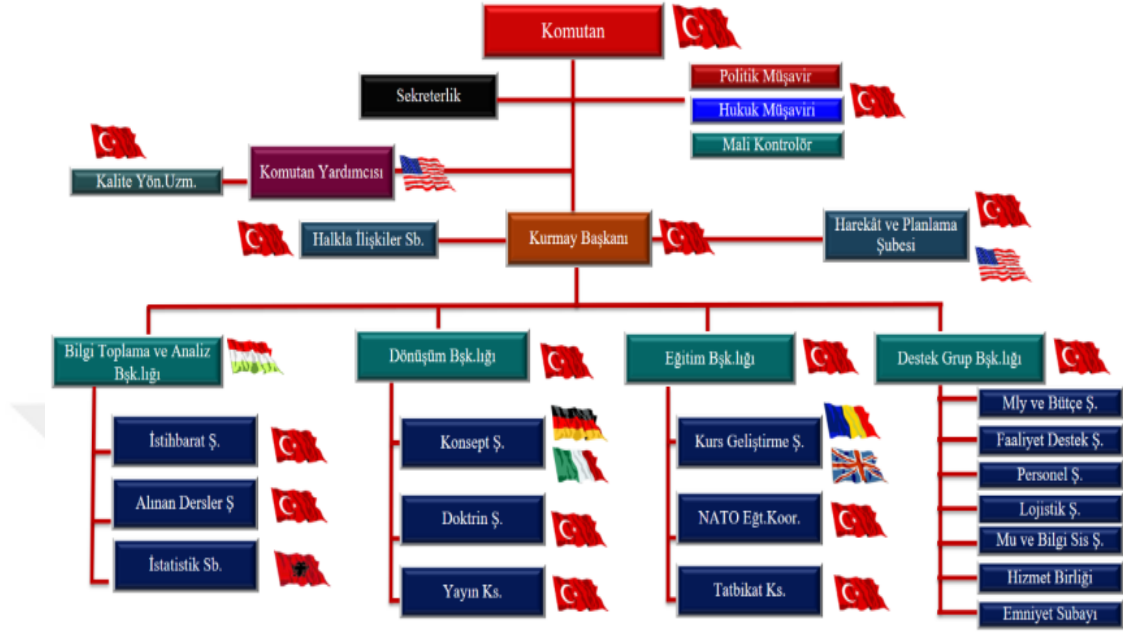 Komutan
Sekreterlik
Politik Müşavir
Hukuk Müşaviri
Mali Kontrolör
Kalite Yön.Uzm.
Komutan Yardımcısı
Halkla İlişkiler Sb.
Kurmay Başkanı
Harekât ve Planlama
Şubesi
Bilgi Toplama ve Analiz
Bşk.lığı
Dönüşüm Bşk.lığı
Eğitim Bşk.lığı
Destek Grup Bşk.lığı
İstihbarat Ş.
Alınan Dersler Ş
İstatistik Sb.
Konsept Ş.
Doktrin Ş.
Yayın Ks.
Kurs Geliştirme Ş.
NATO Eğt.Koor.
Tatbikat Ks.
Mly ve Bütçe Ş.
Faaliyet Destek Ş.
Personel Ş.
Lojistik Ş.
Mu ve Bilgi Sis Ş.
Hizmet Birliği
Emniyet Subayı